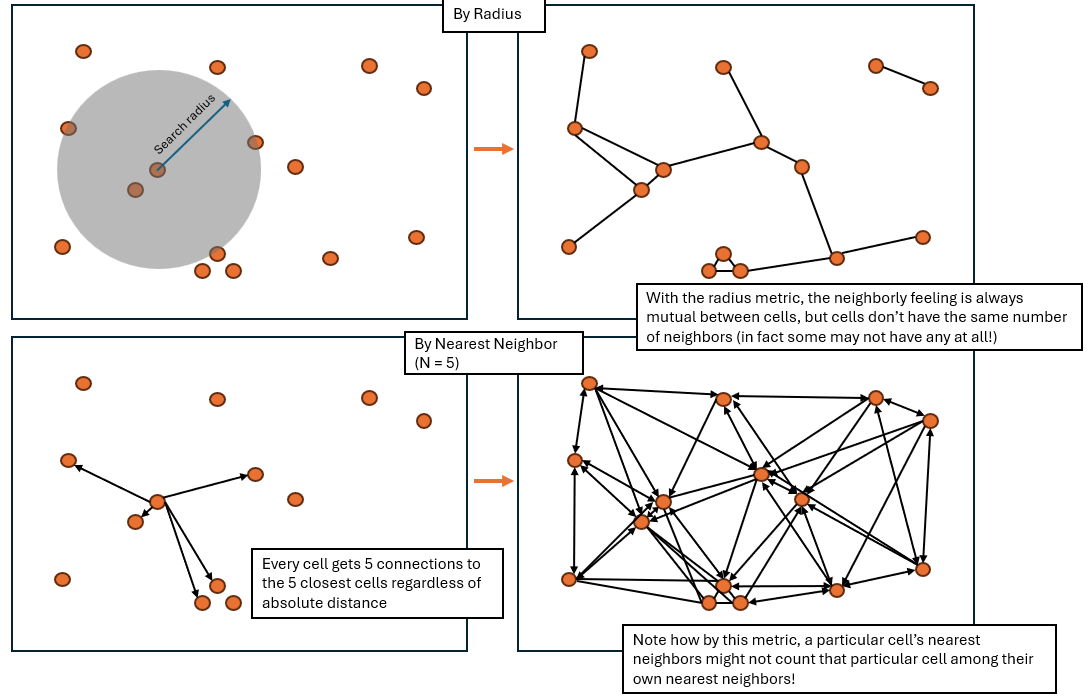 By Radius
Search radius
With the radius metric, the neighborly feeling is always
mutual between cells, but cells don’t have the same number
of neighbors (in fact some may not have any at all!)
By Nearest Neighbor
(N = 5)
Every cell gets 5 connections to
the 5 closest cells regardless of
absolute distance
Note how by this metric, a particular cell’s nearest
neighbors might not count that particular cell among their
own nearest neighbors!